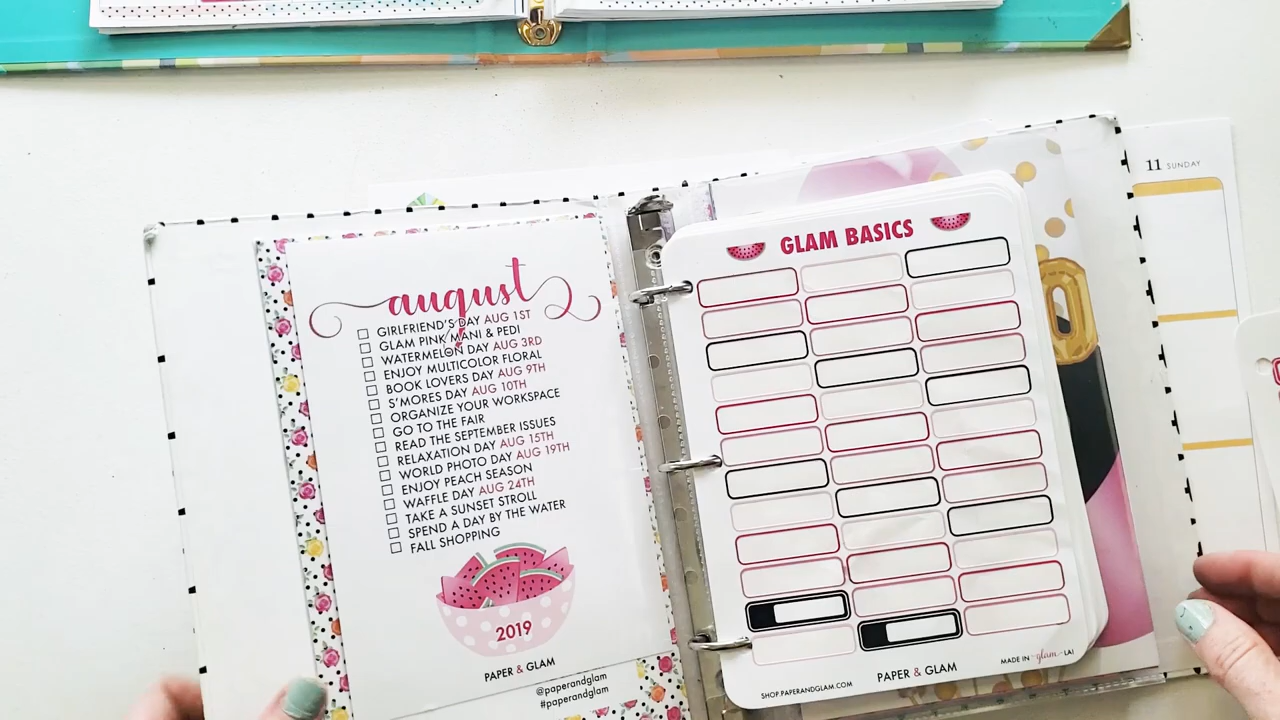 august
GIRLFRIEND'S DAY AUG 1ST
GLAM PINK MANI & PEDI
WATERMELON DAY AUG 3RD
ENJOY MULTICOLOR FLORAL
BOOK LOVERS DAY AUG 9TH
S'MORES DAY AUG 10TH
ORGANIZE YOUR WORKSPACE
GO TO THE FAIR
READ THE SEPTEMBER ISSUES
RELAXATION DAY AUG 15TH
WORLD PHOTO DAY AUG 19TH
ENJOY PEACH SEASON
WAFFLE DAY AUG 24TH
TAKE A SUNSET STROLL
SPEND A DAY BY THE WATER
FALL SHOPPING
2019
PAPER & GLAM
@paperandglam
#paperandglam
GLAM BASICS
SHOP.PAPERANDGLAM.COM
PAPER & GLAM
MADE IN glam LA!
11 SUNDAY